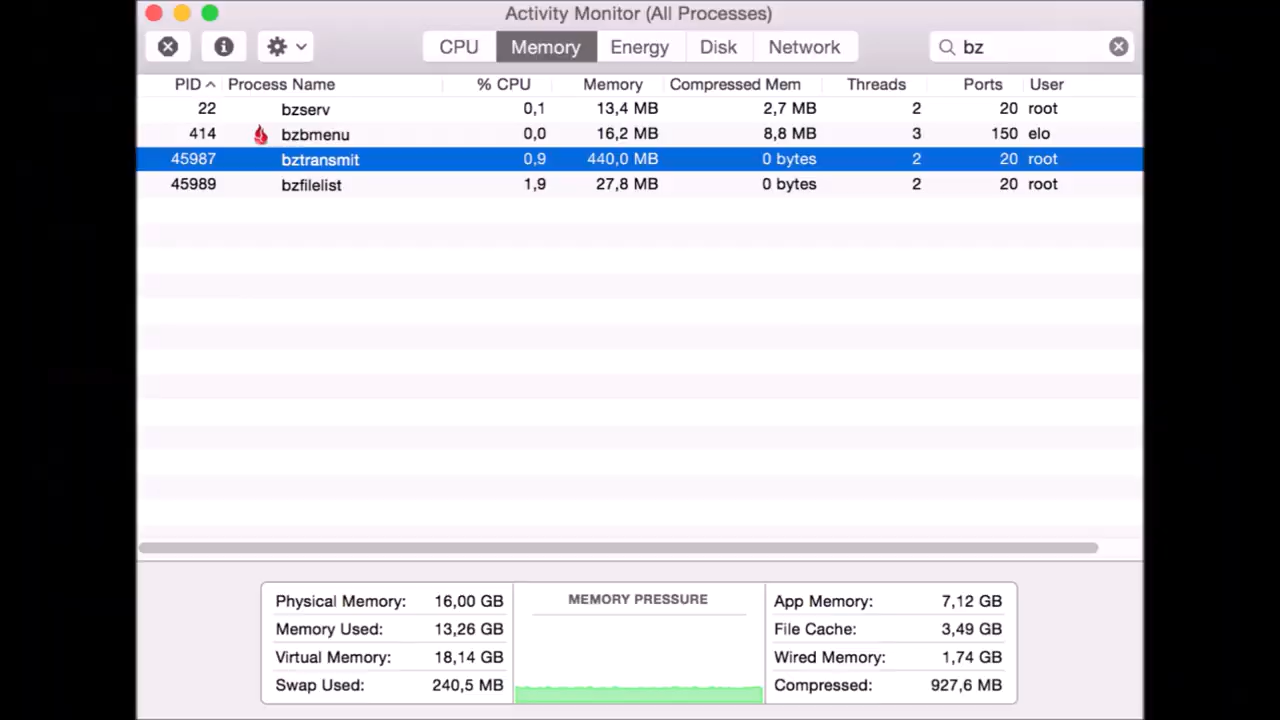 Activity Monitor (All Processes)
CPU Memory Energy Disk Network bz
PID Process Name % CPU Memory Compressed Mem Threads Ports User
22 bzserv 0,1 13,4 MB 2,7 MB 2 20 root
414 bzbmenu 0,0 16,2 MB 8,8 MB 3 150 elo
45987 bztransmit 0,9 440,0 MB 0 bytes 2 20 root
45989 bzfilelist 1,9 27,8 MB 0 bytes 2 20 root
Physical Memory: 16,00 GB
Memory Used: 13,26 GB
Virtual Memory: 18,14 GB
Swap Used: 240,5 MB
MEMORY PRESSURE
App Memory: 7,12 GB
File Cache: 3,49 GB
Wired Memory: 1,74 GB
Compressed: 927,6 MB